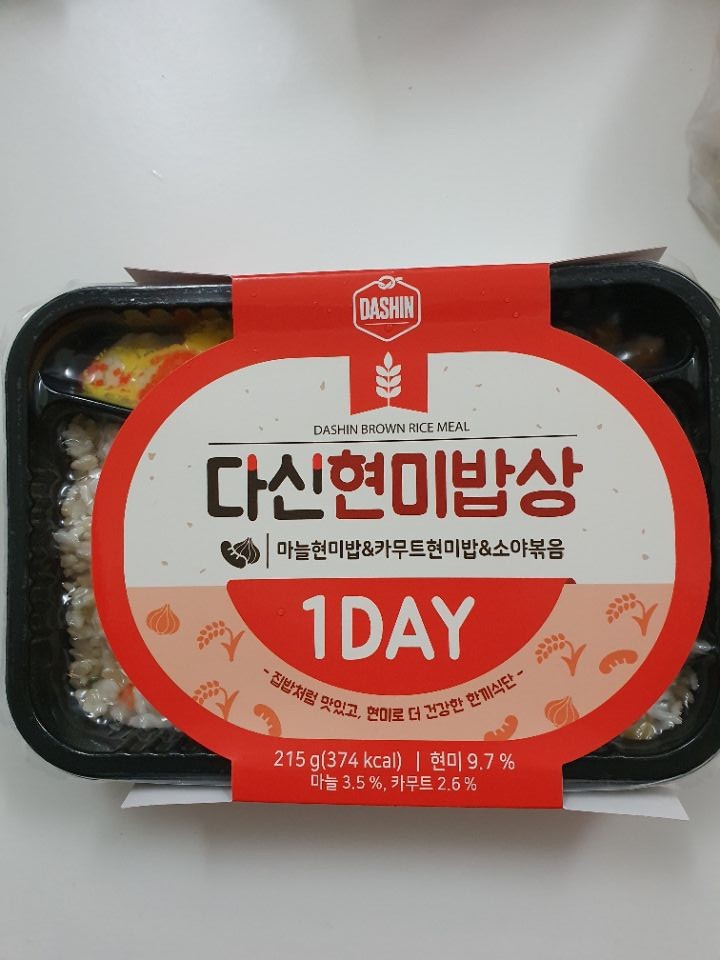 DASHIN
DASHIN BROWN RICE MEAL
다신현미밥상
마늘현미밥&카무트현미밥&소야볶음
1DAY
- 집밥처럼 맛있고, 현미로 더 건강한 한끼식단 -
215 g(374 kcal) | 현미 9.7 %
마늘 3.5 %, 카무트 2.6 %